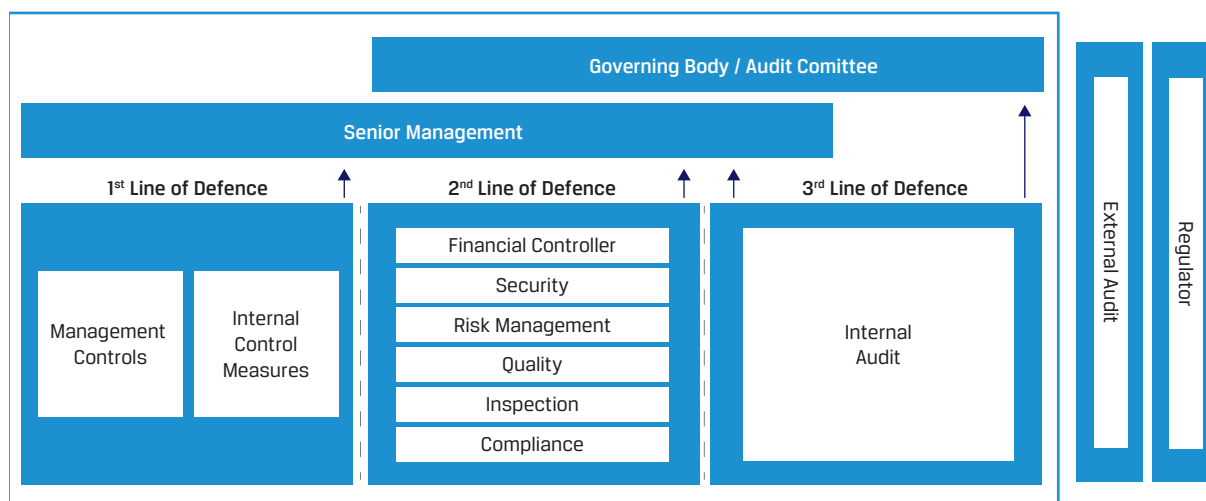 Governing Body / Audit Comittee
Senior Management
1st Line of Defence
2nd Line of Defence
3rd Line of Defence
Management
Controls
Internal
Control
Measures
Financial Controller
Security
Risk Management
Quality
Inspection
Compliance
Internal
Audit
External Audit
Regulator